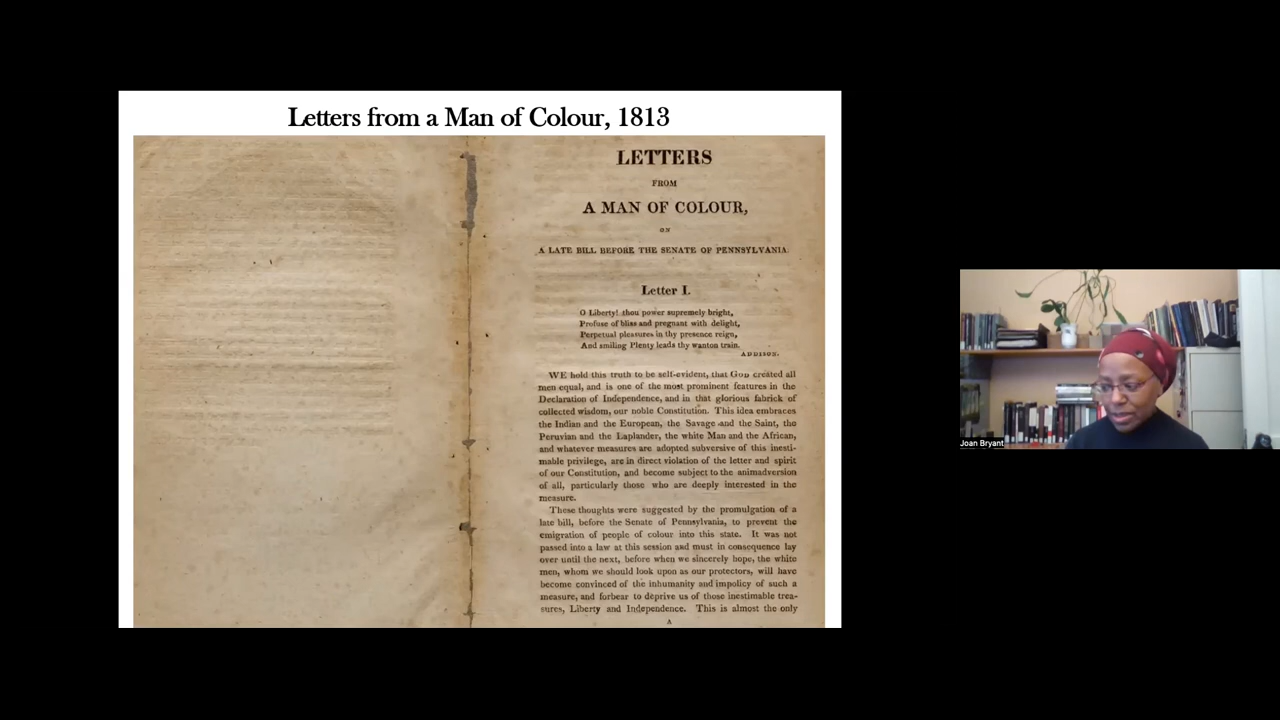 Letters from a Man of Colour, 1813
LETTERS
FROM
A MAN OF COLOUR,
ON
A LATE BILL BEFORE THE SENATE OF PENNSYLVANIA.
Letter I.
O Liberty! thou power supremely bright,
Profuse of bliss and pregnant with delight,
Perpetual pleasures in thy presence reign,
And smiling Plenty leads thy wanton train.
ADDISON.
WE hold this truth to be self-evident, that GOD created all
men equal, and is one of the most prominent features in the
Declaration of Independence, and in that glorious fabrick of
collected wisdom, our noble Constitution. This idea embraces
the Indian and the European, the Savage and the Saint, the
Peruvian and the Laplander, the white Man and the African,
and whatever measures are adopted subversive of this inesti-
mable privilege, are in direct violation of the letter and spirit
of our Constitution, and become subject to the animadversion
of all, particularly those who are deeply interested in the
measure.
These thoughts were suggested by the promulgation of a
late bill, before the Senate of Pennsylvania, to prevent the
emigration of people of colour into this state. It was not
passed into a law at this session and must in consequence lay
over until the next, before when we sincerely hope, the white
men, whom we should look upon as our protectors, will have
become convinced of the inhumanity and impolicy of such a
measure, and forbear to deprive us of those inestimable trea-
sures, Liberty and Independence. This is almost the only
A
Joan Bryant